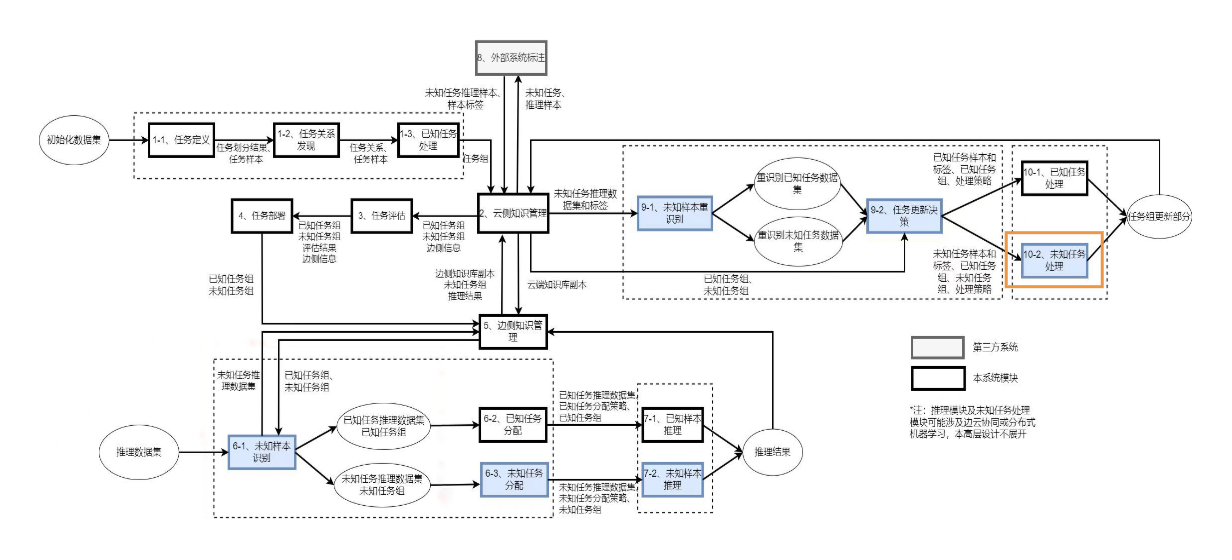 8、外部系统标注
未知任务推理样本、
样本标签
未知任务、
推理样本
初始化数据集
1-1、任务定义
任务划分结果、
任务样本
1-2、任务关系
发现
任务关系、
任务样本
1-3、已知任务
处理
任务组
4、任务部署
已知任务组
未知任务组
评估结果
边侧信息
3、任务评估
已知任务组
未知任务组
边侧信息
2、云侧知识管理
未知任务推理数
据集和标签
9-1、未知样本重
识别
重识别已知任务数据
集
重识别未知任务数据
集
9-2、任务更新决
策
已知任务样本和
标签、已知任务
组、处理策略
未知任务样本和
标签、已知任务
组、未知任务
组、处理策略
10-1、已知任务
处理
10-2、未知任务
处理
任务组更新部分
已知任务组、
未知任务组
已知任务组
未知任务组
边侧知识库副本
未知任务组
推理结果
云端知识库副本
5、边侧知识管
理
未知任务推
理数据集
已知任务组、
未知任务组
推理数据集
6-1、未知样本
识别
已知任务推理数据集
已知任务组
未知任务推理数据集
未知任务组
6-2、已知任务
分配
6-3、未知任务
分配
已知任务推理数据集,
已知任务分配策略、
已知任务组
未知任务推理数据集,
未知任务分配策略、
未知任务组
7-1、已知样本
推理
7-2、未知样本
推理
推理结果
第三方系统
本系统模块
*注：推理模块及未知任务处理
模块可能涉及边云协同或分布式
机器学习，本高层设计不展开